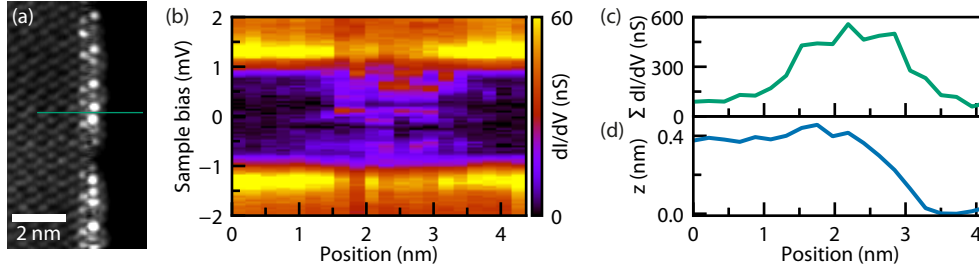 (a)
2 nm
(b)
Sample bias (mV)
2
1
0
-1
-2
0 1 2 3 4
Position (nm)
60
0
dI/dV (nS)
(c)
Σ dI/dV (nS)
600
300
0
(d)
z (nm)
0.4
0.0
0 1 2 3 4
Position (nm)